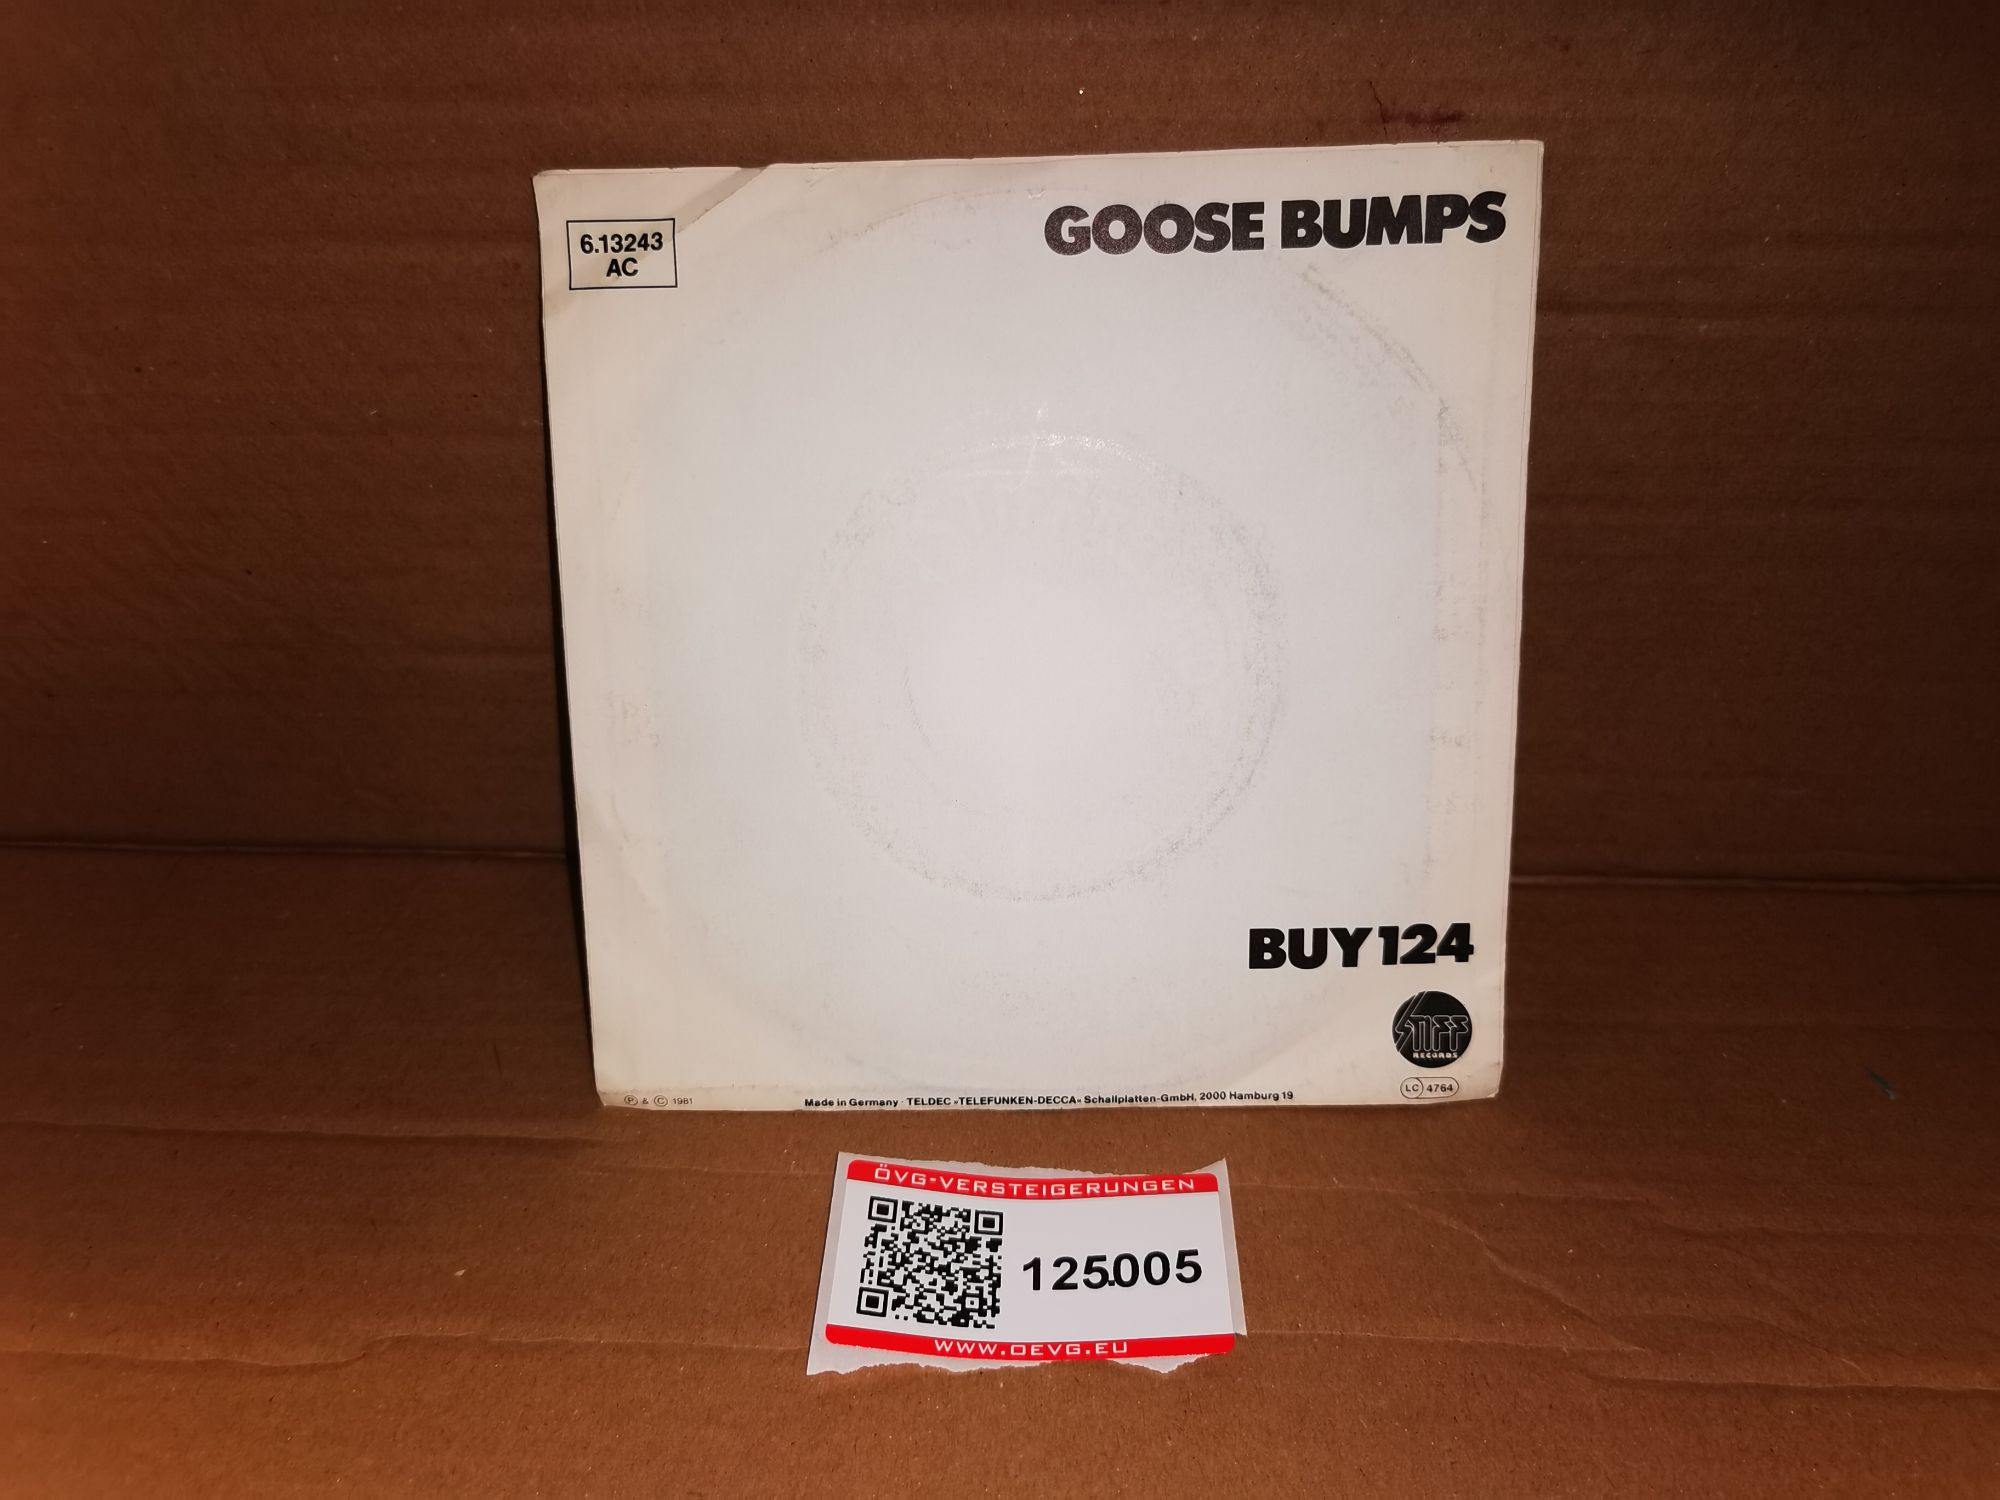 6.13243
AC
GOOSE BUMPS
BUY 124
STIFF
RECORDS
LC 4764
℗ & © 1981
Made in Germany · TELDEC »TELEFUNKEN-DECCA« Schallplatten-GmbH, 2000 Hamburg 19
ÖVG-VERSTEIGERUNGEN
125.005
WWW.OEVG.EU